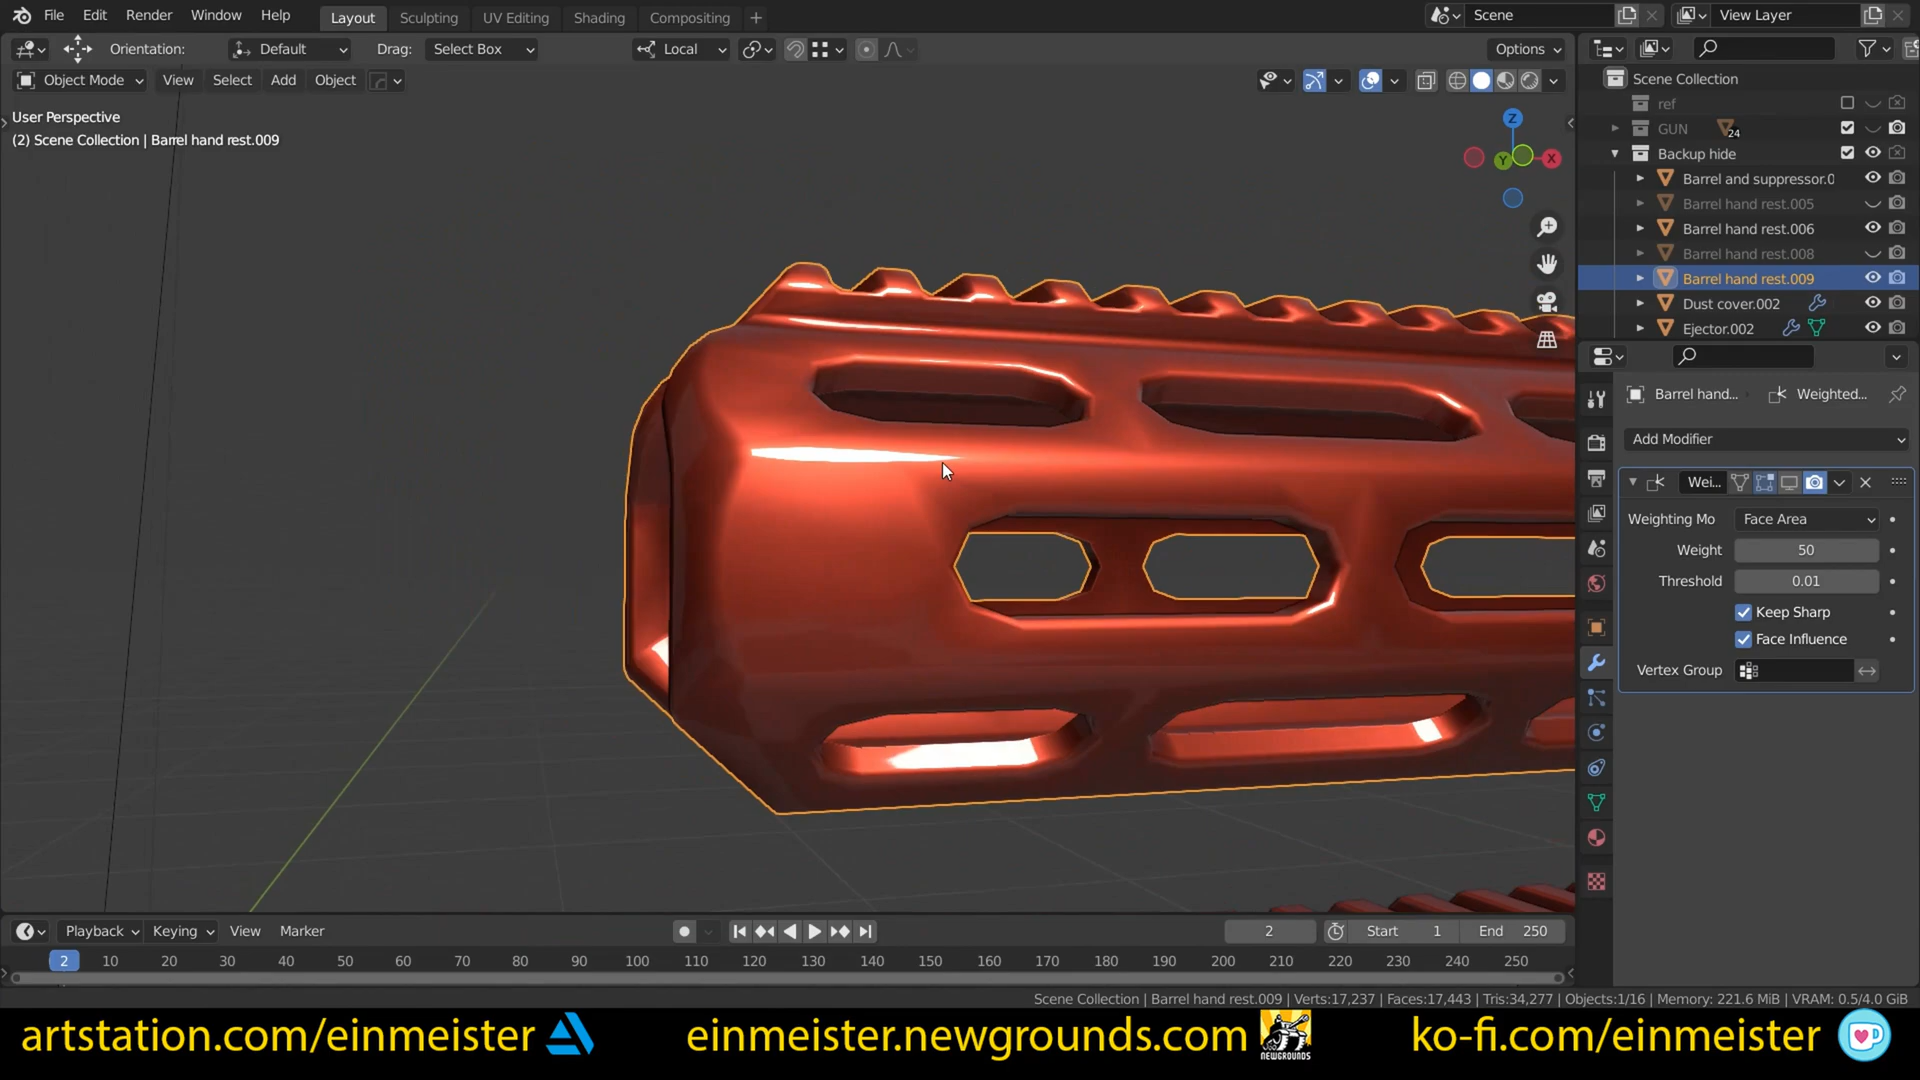 File Edit Render Window Help Layout Sculpting UV Editing Shading Compositing + Scene View Layer
Orientation: Default Drag: Select Box Local Options
Object Mode View Select Add Object
User Perspective
(2) Scene Collection | Barrel hand rest.009
Z
Y X
Scene Collection
ref
GUN 24
Backup hide
Barrel and suppressor.0
Barrel hand rest.005
Barrel hand rest.006
Barrel hand rest.008
Barrel hand rest.009
Dust cover.002
Ejector.002
Barrel hand... Weighted...
Add Modifier
Wei...
Weighting Mo Face Area
Weight 50
Threshold 0.01
Keep Sharp
Face Influence
Vertex Group
Playback Keying View Marker 2 Start 1 End 250
2 10 20 30 40 50 60 70 80 90 100 110 120 130 140 150 160 170 180 190 200 210 220 230 240 250
Scene Collection | Barrel hand rest.009 | Verts:17,237 | Faces:17,443 | Tris:34,277 | Objects:1/16 | Memory: 221.6 MiB | VRAM: 0.5/4.0 GiB
artstation.com/einmeister einmeister.newgrounds.com NEWGROUNDS ko-fi.com/einmeister